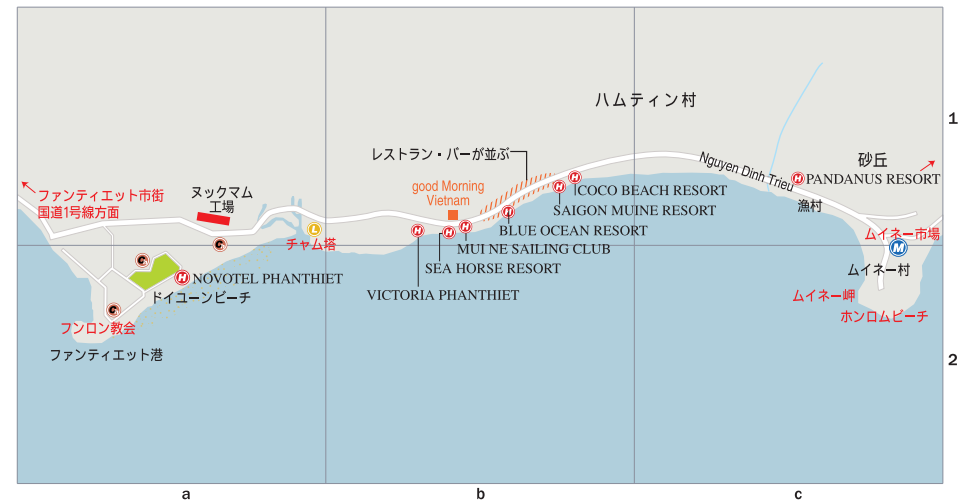 ハムティン村
1
レストラン・バーが並ぶ
Nguyen Dinh Trieu
砂丘
PANDANUS RESORT
漁村
ファンティエット市街
国道1号線方面
ヌックマム
工場
good Morning
Vietnam
COCO BEACH RESORT
SAIGON MUINE RESORT
BLUE OCEAN RESORT
MUI NE SAILING CLUB
SEA HORSE RESORT
VICTORIA PHANTHIET
L
チャム塔
ムイネー市場
M
ムイネー村
ムイネー岬
ホンロムビーチ
H
H
H
H
H
H
H
H
NOVOTEL PHANTHIET
ドイユーンビーチ
フンロン教会
ファンティエット港
2
a
b
c